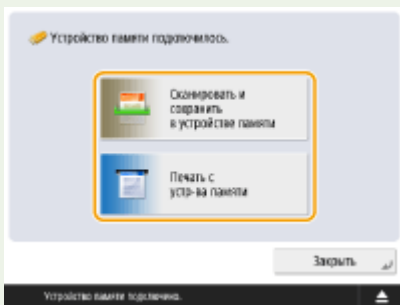 Устройство памяти подключилось.
Сканировать и
сохранить
в устройстве памяти
Печать с
устр-ва памяти
Закрыть
Устройство памяти подключено.